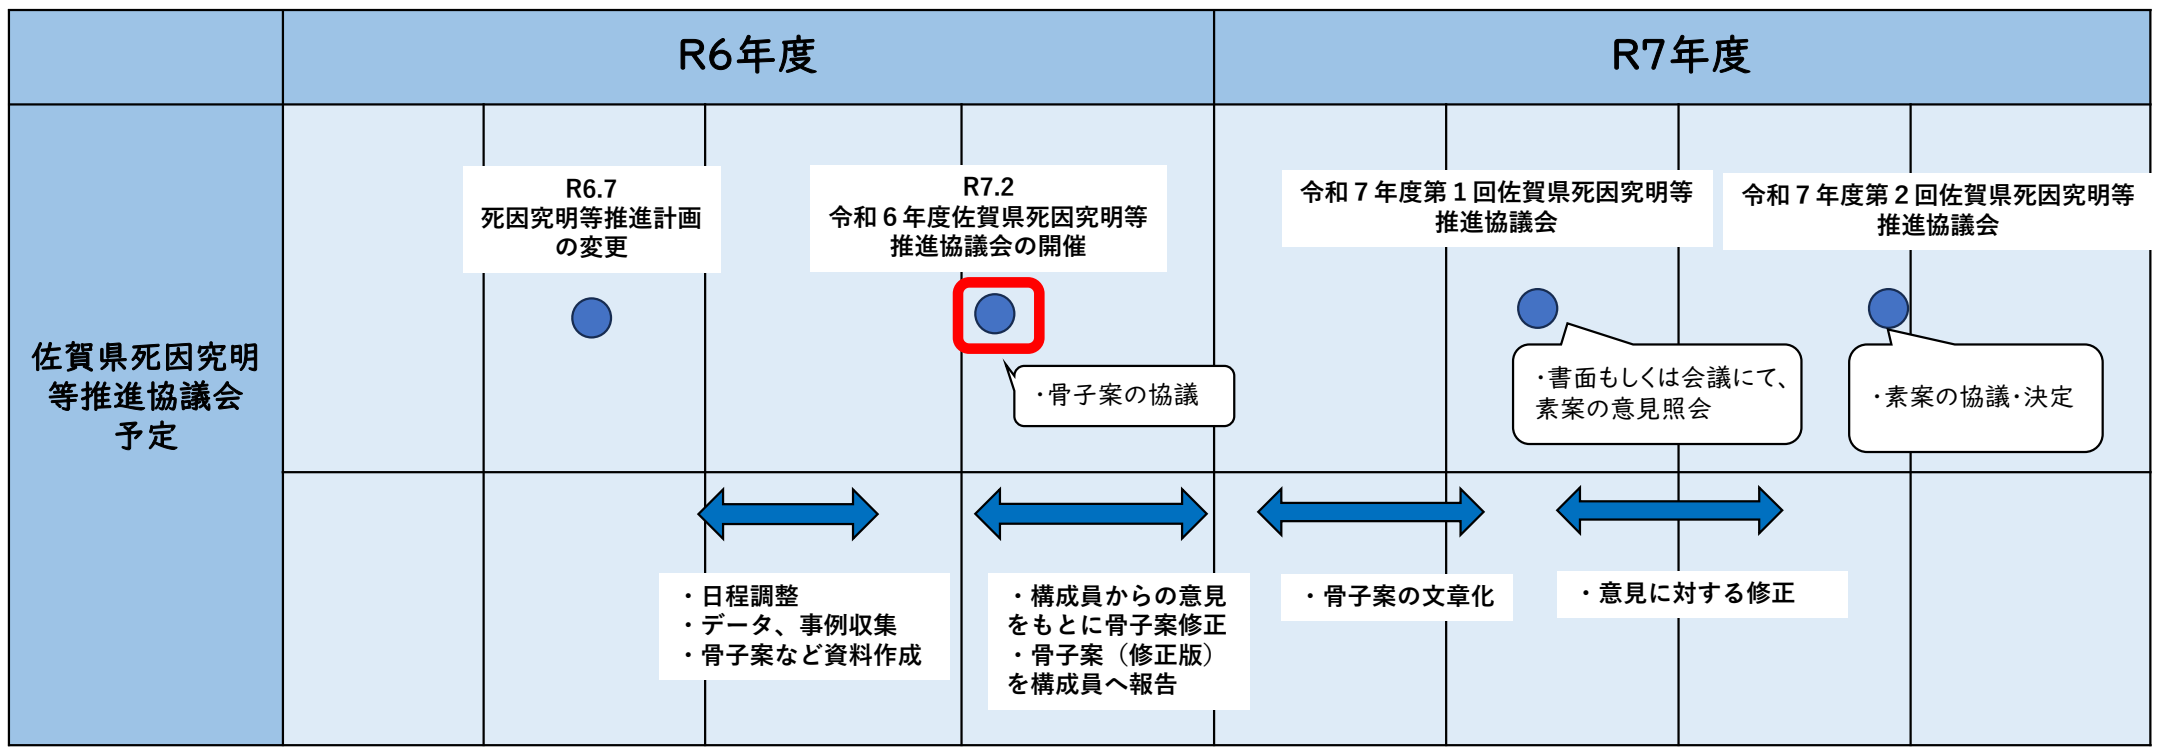 R6年度
R7年度
佐賀県死因究明
等推進協議会
予定
R6.7
死因究明等推進計画
の変更
R7.2
令和６年度佐賀県死因究明等
推進協議会の開催
令和７年度第１回佐賀県死因究明等
推進協議会
令和７年度第２回佐賀県死因究明等
推進協議会
・骨子案の協議
・書面もしくは会議にて、
素案の意見照会
・素案の協議・決定
・日程調整
・データ、事例収集
・骨子案など資料作成
・構成員からの意見
をもとに骨子案修正
・骨子案（修正版）
を構成員へ報告
・骨子案の文章化
・意見に対する修正